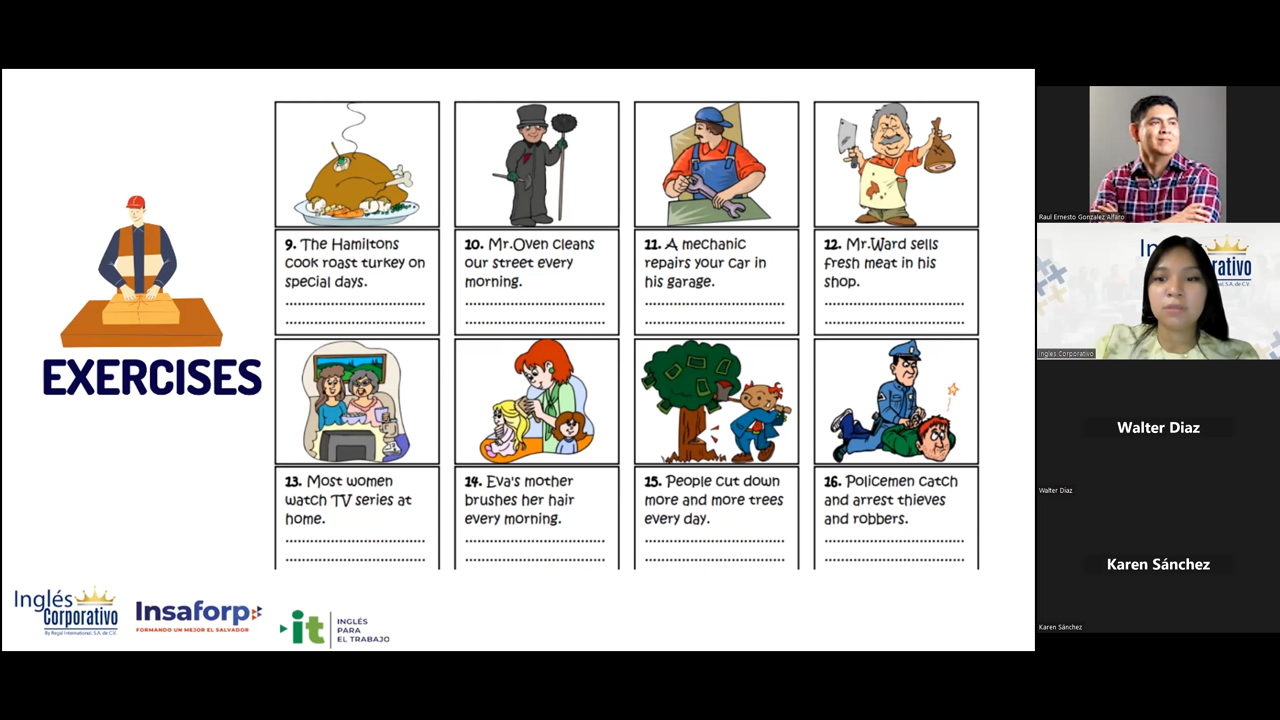 9. The Hamiltons
cook roast turkey on
special days.
10. Mr.Oven cleans
our street every
morning.
11. A mechanic
repairs your car in
his garage.
12. Mr.Ward sells
fresh meat in his
shop.
EXERCISES
13. Most women
watch TV series at
home.
14. Eva's mother
brushes her hair
every morning.
15. People cut down
more and more trees
every day.
16. Policemen catch
and arrest thieves
and robbers.
Inglés
Corporativo
By Regal International, S.A. de C.V.
Insaforp
FORMANDO UN MEJOR EL SALVADOR
it
INGLÉS
PARA
EL TRABAJO
Raul Ernesto Gonzalez Alfaro
Ingles Corporativo
Walter Diaz
Walter Diaz
Karen Sánchez
Karen Sánchez